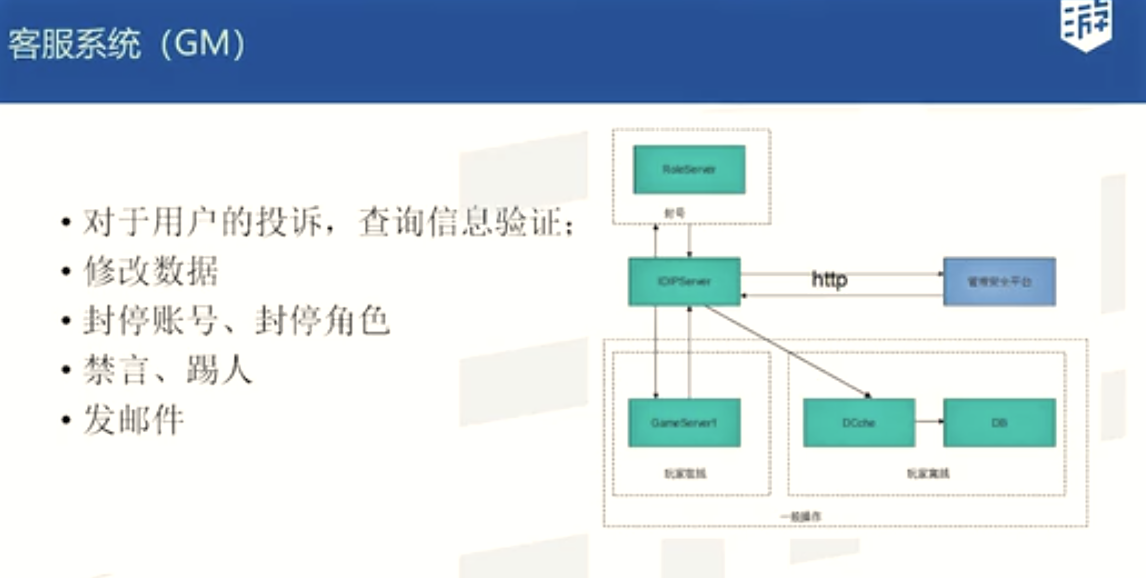 客服系统（GM）
游
• 对于用户的投诉，查询信息验证；
• 修改数据
• 封停账号、封停角色
• 禁言、踢人
• 发邮件
RoleServer
封号
IDIPServer
http
管理安全平台
GameServer1
DCche
DB
玩家在线
玩家离线
一般操作